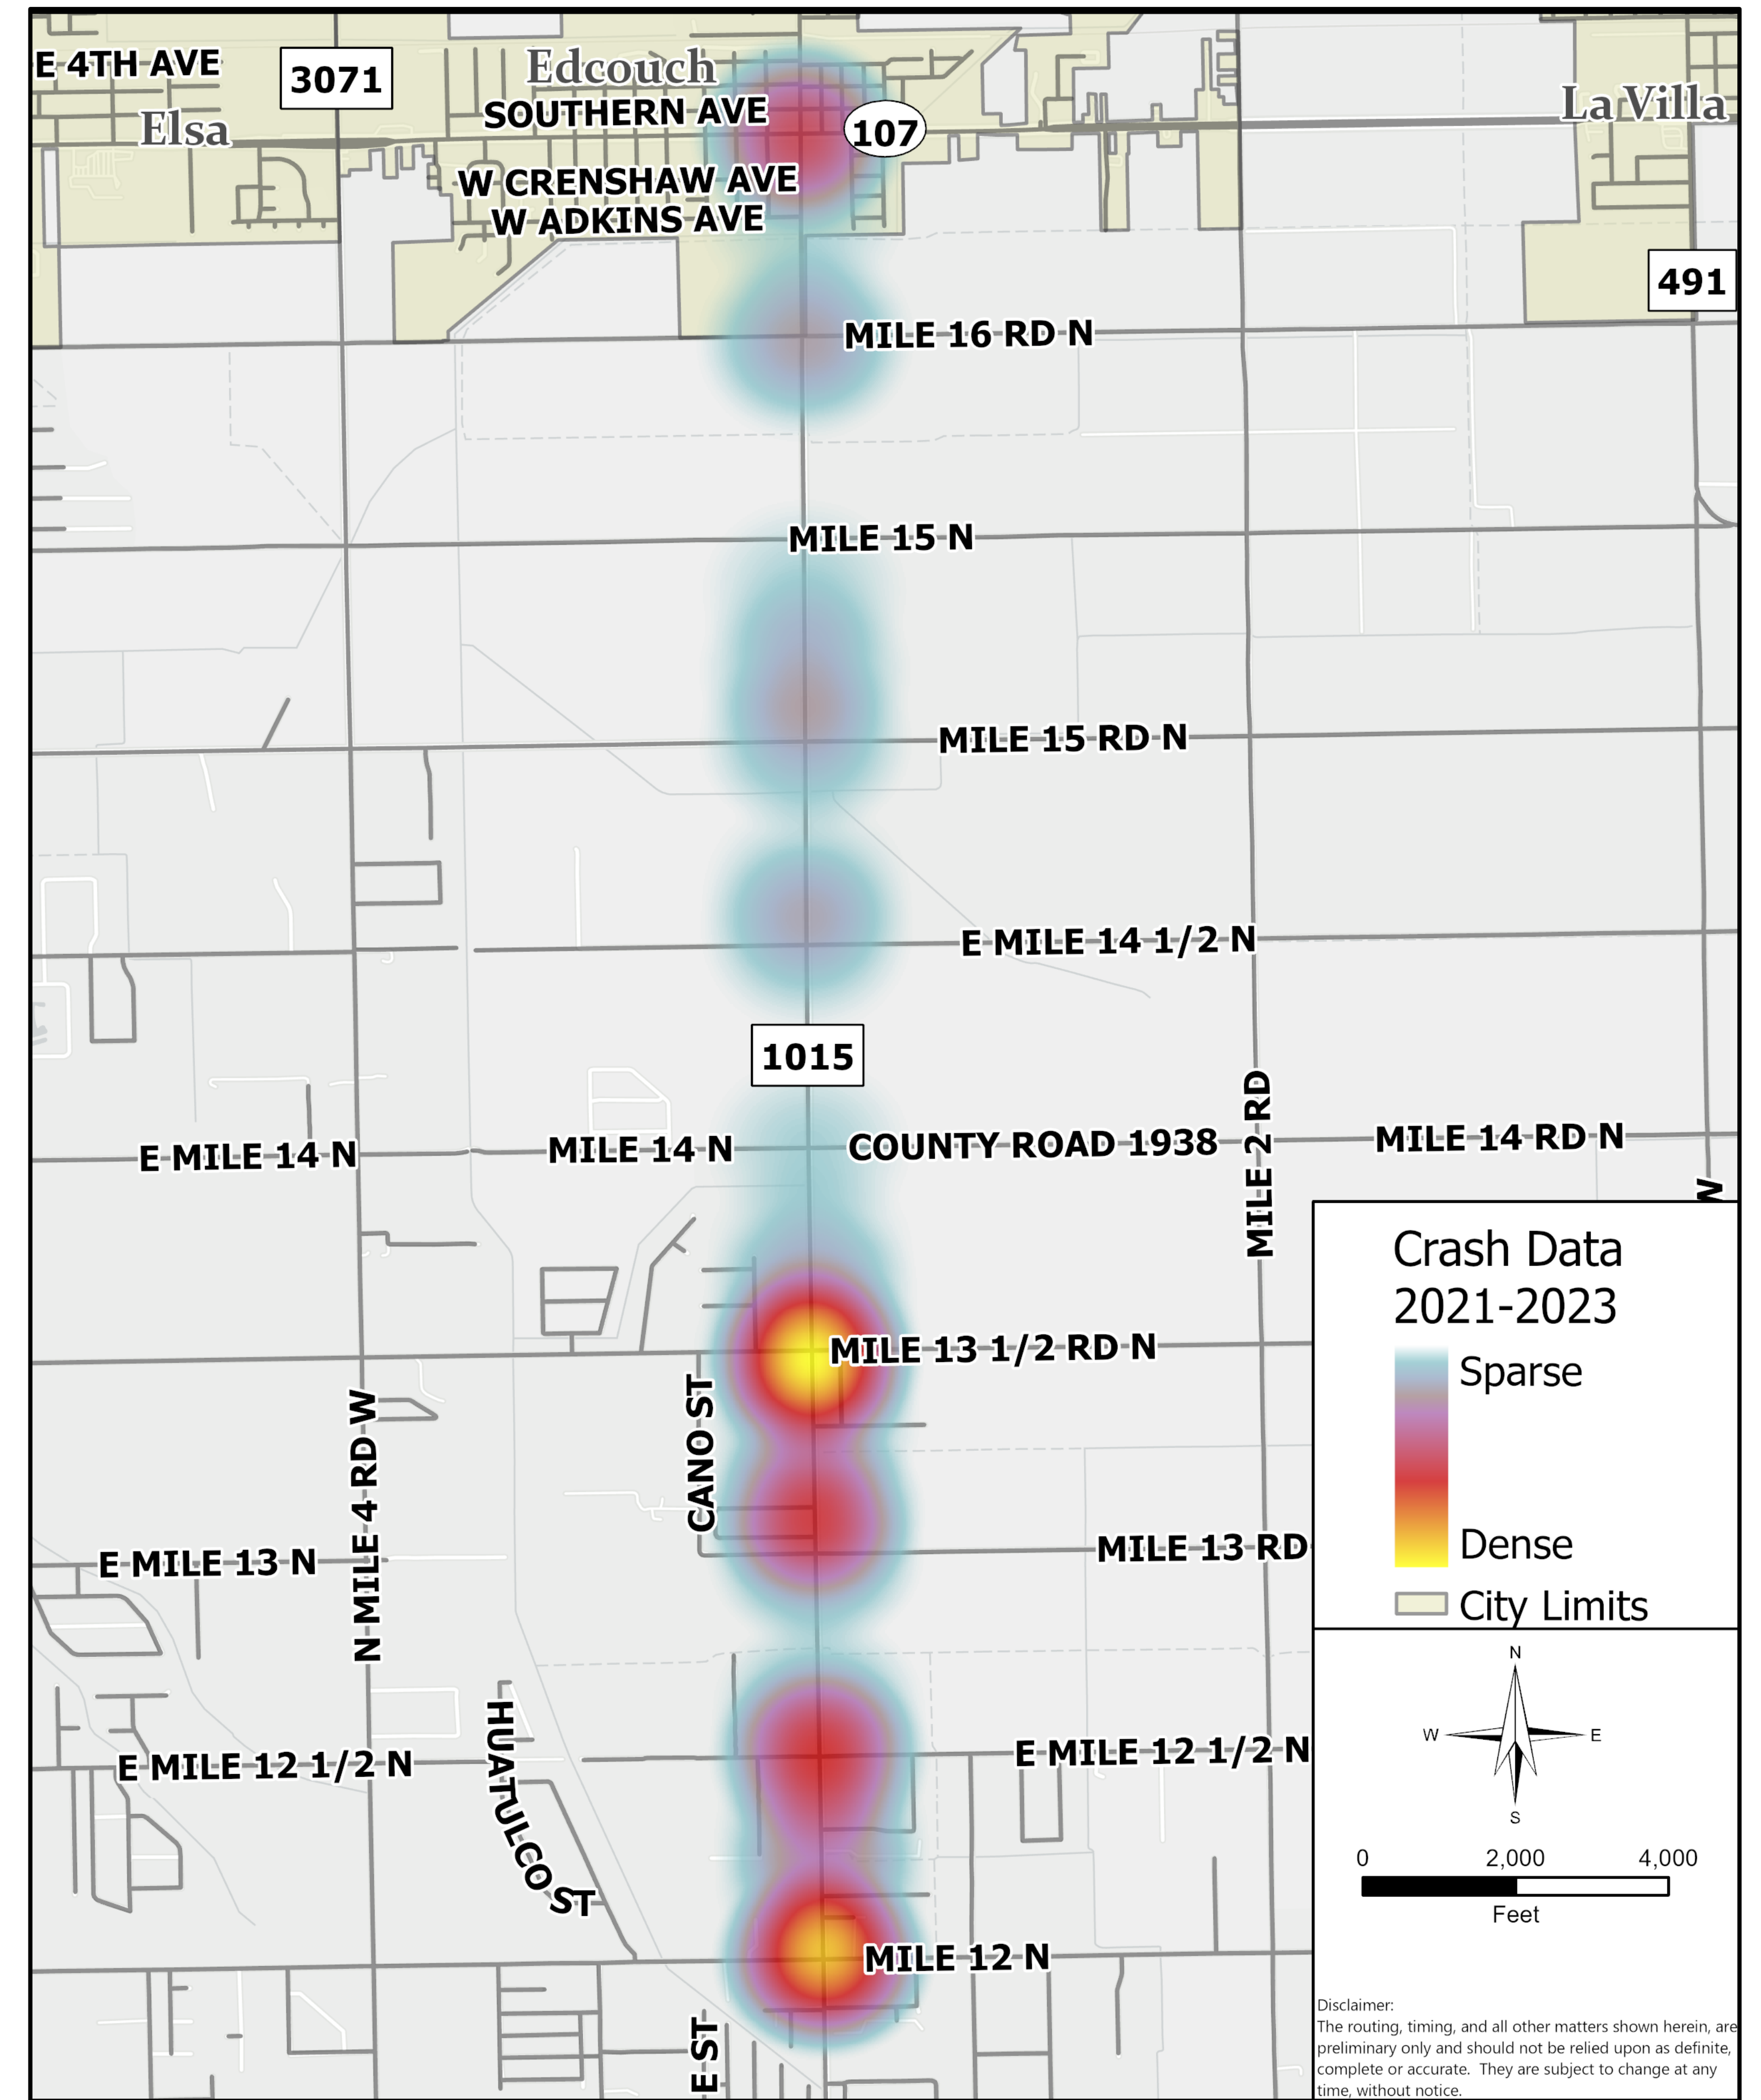 E 4TH AVE
3071
Edcouch
La Villa
SOUTHERN AVE
Elsa
107
W CRENSHAW AVE
W ADKINS AVE
491
MILE 16 RD N
MILE 15 N
MILE 15 RD N
E MILE 14 1/2 N
1015
MILE 2 RD
E MILE 14 N
MILE 14 N
COUNTY ROAD 1938
MILE 14 RD N
W
MILE 13 1/2 RD N
CANO ST
N MILE 4 RD W
E MILE 13 N
MILE 13 RD
HUATULCO ST
E MILE 12 1/2 N
E MILE 12 1/2 N
MILE 12 N
E ST
Crash Data
2021-2023
Sparse
Dense
City Limits
N
W
E
S
0 2,000 4,000
Feet
Disclaimer:
The routing, timing, and all other matters shown herein, are
preliminary only and should not be relied upon as definite,
complete or accurate. They are subject to change at any
time, without notice.